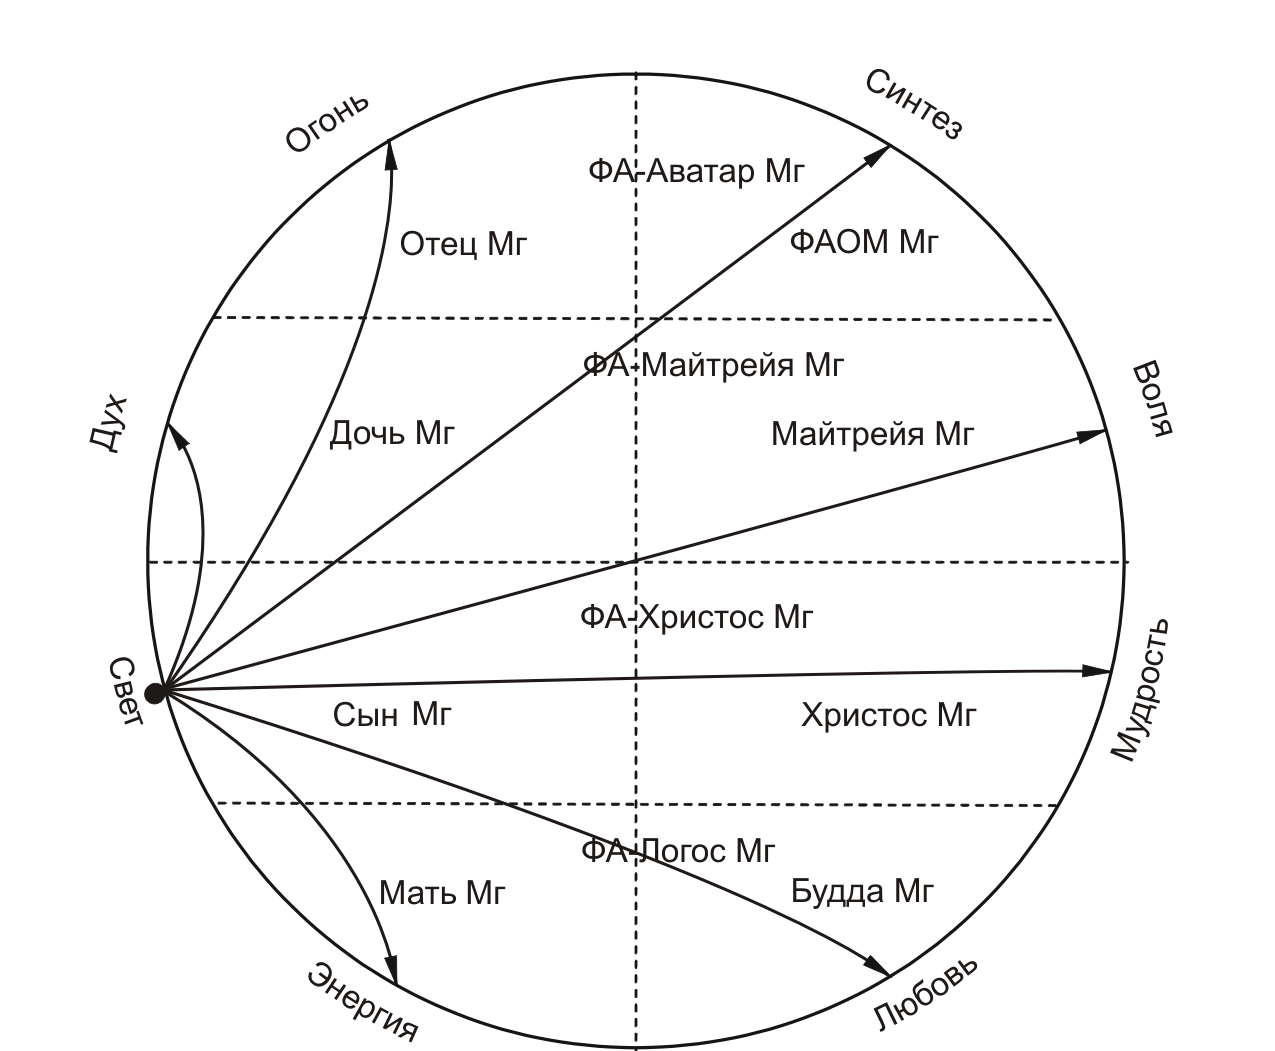 Огонь
Синтез
ФА-Аватар Мг
Отец Мг
ФАОМ Мг
ФА-Майтрейя Мг
Дух
Воля
Дочь Мг
Майтрейя Мг
ФА-Христос Мг
Свет
Мудрость
Сын Мг
Христос Мг
ФА-Логос Мг
Мать Мг
Будда Мг
Энергия
Любовь